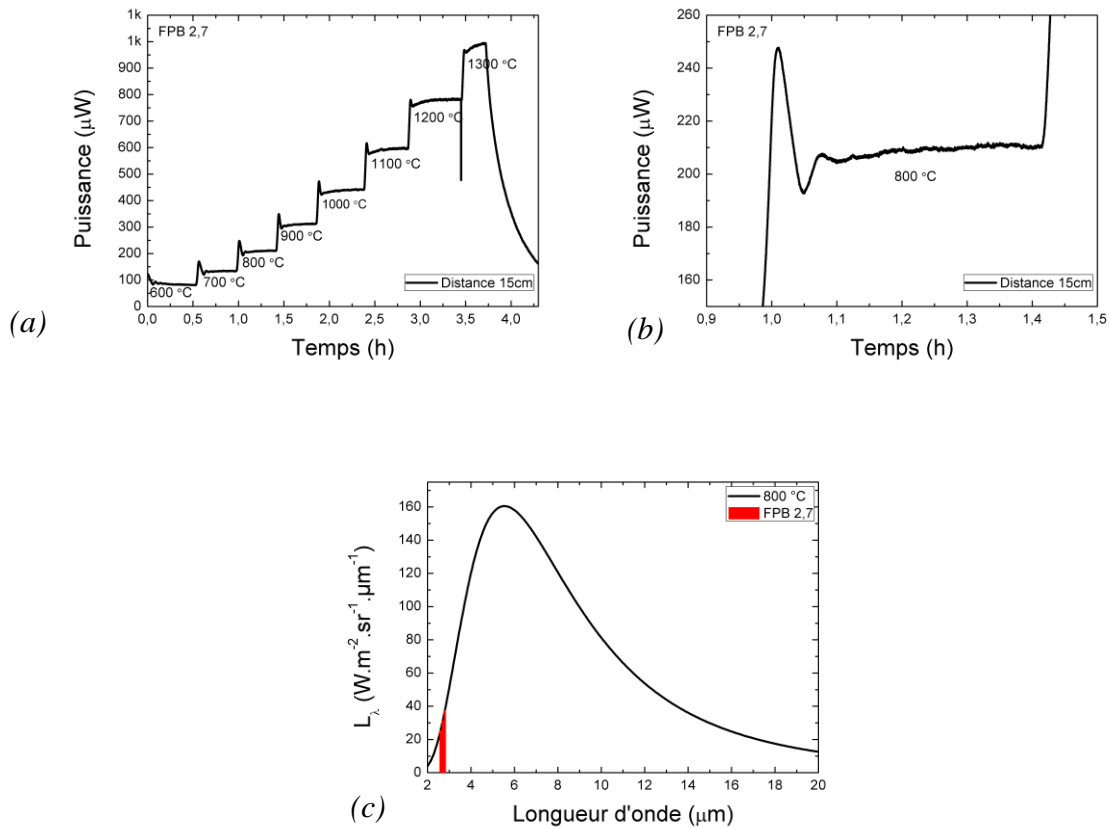 1k
900
800
700
600
500
400
300
200
100
0
Puissance (µW)
FPB 2,7
600 °C
700 °C
800 °C
900 °C
1000 °C
1100 °C
1200 °C
1300 °C
Distance 15cm
0,0 0,5 1,0 1,5 2,0 2,5 3,0 3,5 4,0
Temps (h)
(a)
260
240
220
200
180
160
Puissance (µW)
FPB 2,7
800 °C
Distance 15cm
0,9 1,0 1,1 1,2 1,3 1,4 1,5
Temps (h)
(b)
160
140
120
100
80
60
40
20
0
Lλ (W.m-2.sr-1.µm-1)
800 °C
FPB 2,7
2 4 6 8 10 12 14 16 18 20
Longueur d'onde (µm)
(c)